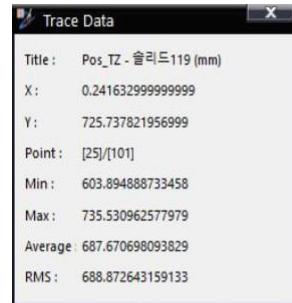 Trace Data
Title : Pos_TZ - 슬리드119 (mm)
X : 0.241632999999999
Y : 725.737821956999
Point : [25]/[101]
Min : 603.894888733458
Max : 735.530962577979
Average : 687.670698093829
RMS : 688.872643159133